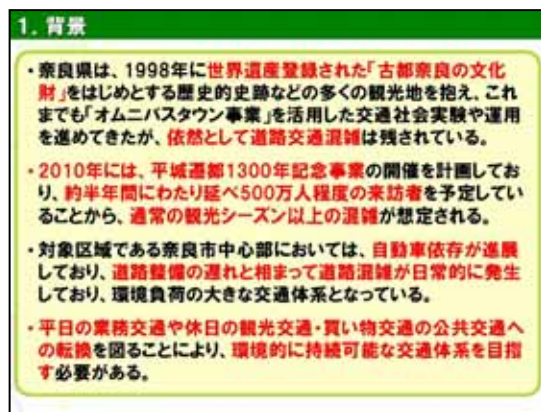 1. 背景
・奈良県は、1998年に世界遺産登録された「古都奈良の文化
財」をはじめとする歴史的史跡などの多くの観光地を抱え、これ
までも「オムニバスタウン事業」を活用した交通社会実験や運用
を進めてきたが、依然として道路交通混雑は残されている。
・2010年には、平城遷都1300年記念事業の開催を計画してお
り、約半年間にわたり延べ500万人程度の来訪者を予定してい
ることから、通常の観光シーズン以上の混雑が想定される。
・対象区域である奈良市中心部においては、自動車依存が進展
しており、道路整備の遅れと相まって道路混雑が日常的に発生
しており、環境負荷の大きな交通体系となっている。
・平日の業務交通や休日の観光交通・買い物交通の公共交通へ
の転換を図ることにより、環境的に持続可能な交通体系を目指
す必要がある。